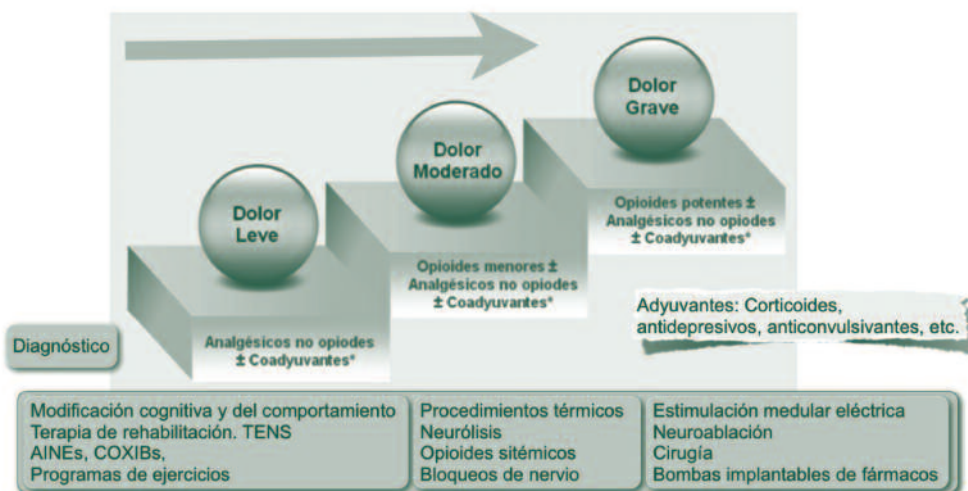 Dolor
Grave
Dolor
Moderado
Dolor
Leve
Opioides potentes ±
Analgésicos no opiodes
± Coadyuvantes*
Opioides menores ±
Analgésicos no opiodes
± Coadyuvantes*
Analgésicos no opiodes
± Coadyuvantes*
Adyuvantes: Corticoides,
antidepresivos, anticonvulsivantes, etc.
Diagnóstico
Modificación cognitiva y del comportamiento
Terapia de rehabilitación. TENS
AINEs, COXIBs,
Programas de ejercicios
Procedimientos térmicos
Neurólisis
Opioides sitémicos
Bloqueos de nervio
Estimulación medular eléctrica
Neuroablación
Cirugía
Bombas implantables de fármacos